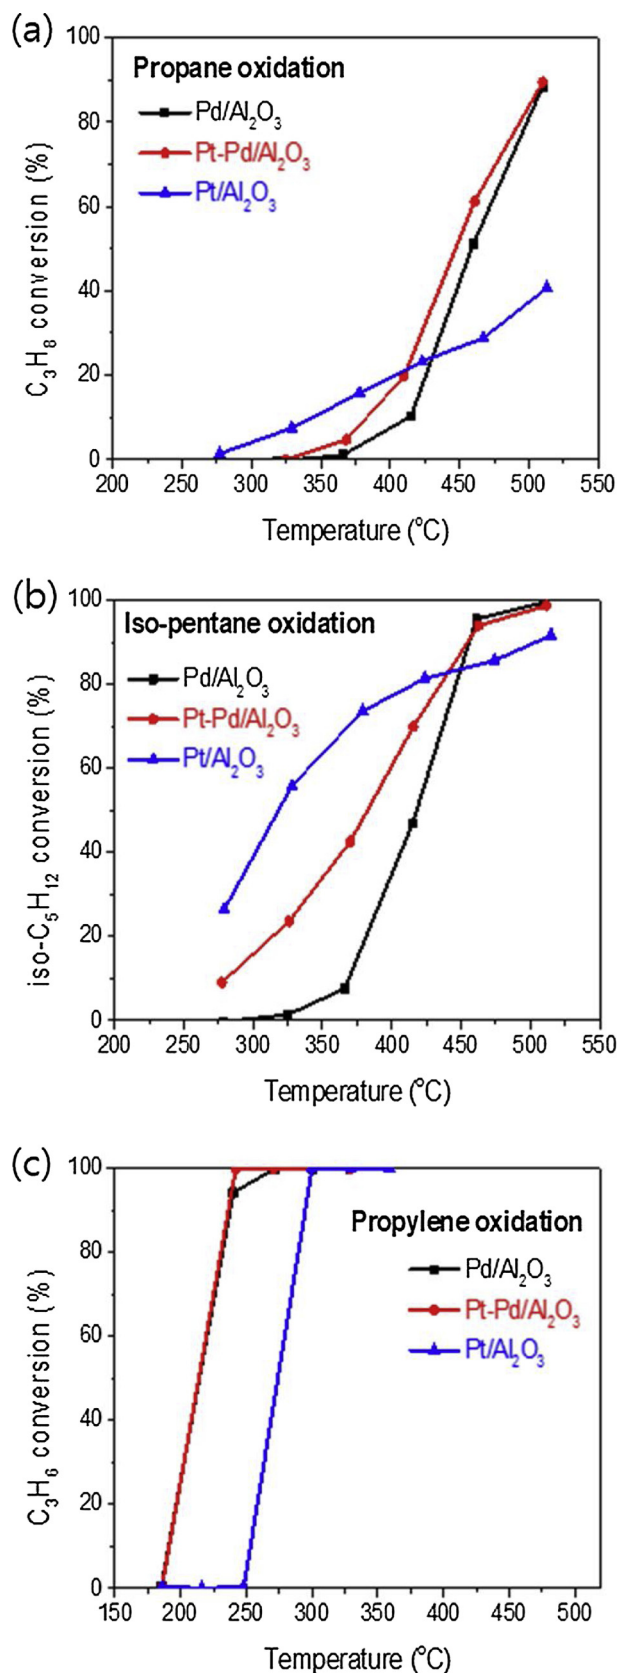 (a)
Propane oxidation
Pd/Al₂O₃
Pt-Pd/Al₂O₃
Pt/Al₂O₃
C₃H₈ conversion (%)
100
80
60
40
20
0
200 250 300 350 400 450 500 550
Temperature (°C)
(b)
Iso-pentane oxidation
Pd/Al₂O₃
Pt-Pd/Al₂O₃
Pt/Al₂O₃
iso-C₅H₁₂ conversion (%)
100
80
60
40
20
0
200 250 300 350 400 450 500 550
Temperature (°C)
(c)
Propylene oxidation
Pd/Al₂O₃
Pt-Pd/Al₂O₃
Pt/Al₂O₃
C₃H₆ conversion (%)
100
80
60
40
20
0
150 200 250 300 350 400 450 500
Temperature (°C)